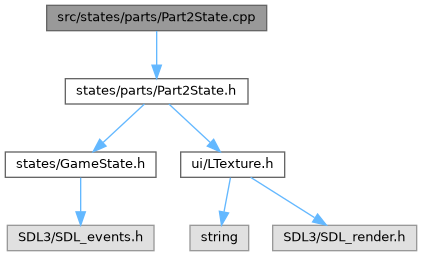 src/states/parts/Part2State.cpp
states/parts/Part2State.h
states/GameState.h
ui/LTexture.h
SDL3/SDL_events.h
string
SDL3/SDL_render.h